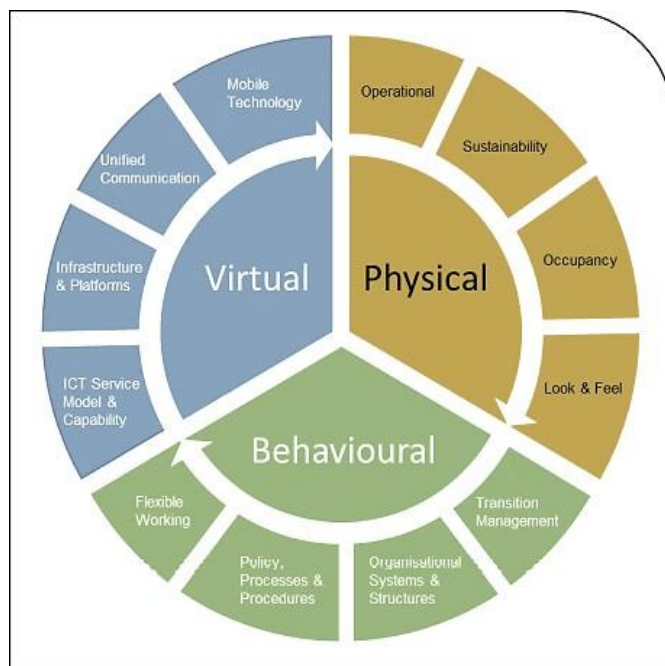 Mobile
Technology
Operational
Unified
Communication
Sustainability
Infrastructure
& Platforms
Virtual
Physical
Occupancy
ICT Service
Model &
Capability
Look & Feel
Behavioural
Flexible
Working
Transition
Management
Policy,
Processes &
Procedures
Organisational
Systems &
Structures